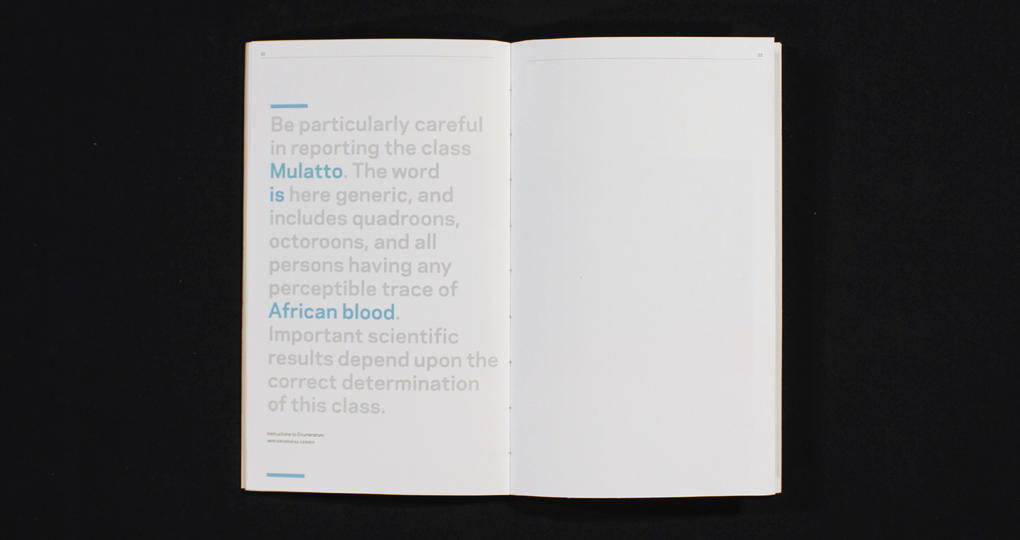 Be particularly careful
in reporting the class
Mulatto. The word
is here generic, and
includes quadroons,
octoroons, and all
persons having any
perceptible trace of
African blood.
Important scientific
results depend upon the
correct determination
of this class.
Instructions to Enumerators